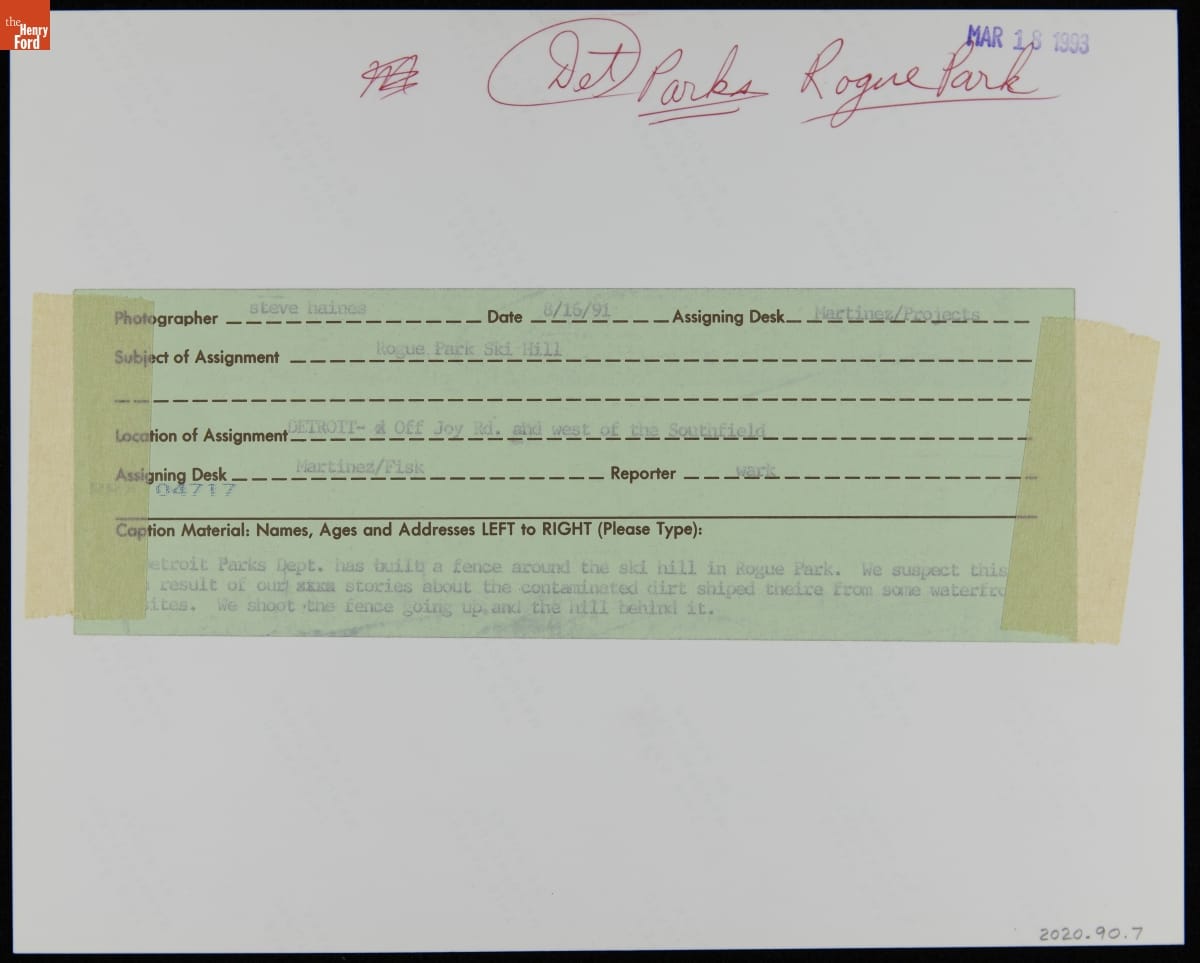 the
Henry
Ford
MAR 18 1993
Det Parks Rogue Park
Photographer steve haines Date 8/16/91 Assigning Desk Martinez/Projects
Subject of Assignment Rogue Park Ski Hill
Location of Assignment DETROIT- d Off Joy Rd. and west of the Southfield
Assigning Desk Martinez/Fisk Reporter wark
04717
Caption Material: Names, Ages and Addresses LEFT to RIGHT (Please Type):
etroit Parks Dept. has built a fence around the ski hill in Rogue Park. We suspect this
result of our xxxx stories about the contaminated dirt shiped theire from some waterfro
ites. We shoot the fence going up and the hill behind it.
2020.90.7